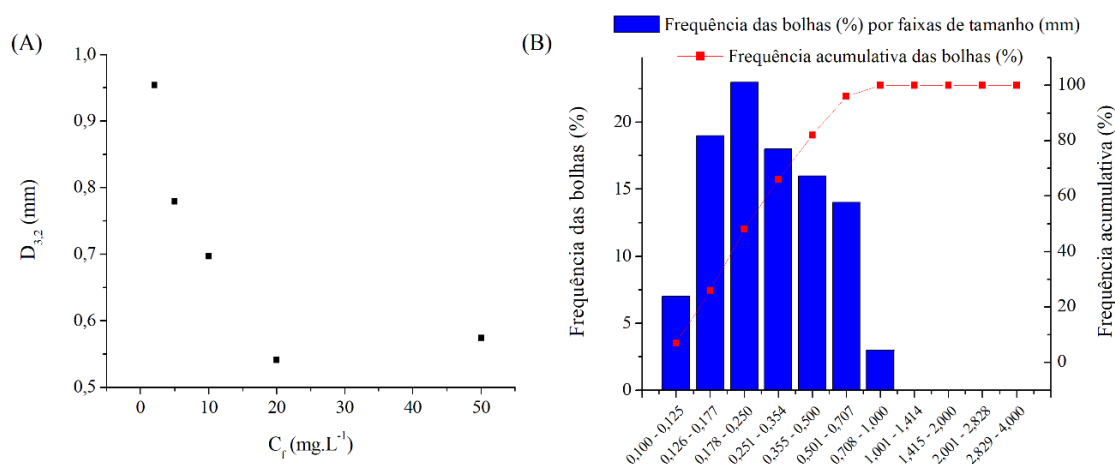 (A)
1,0
0,9
0,8
0,7
0,6
0,5
D3,2 (mm)
0 10 20 30 40 50
Cf (mg.L-1)
(B)
Frequência das bolhas (%) por faixas de tamanho (mm)
Frequência acumulativa das bolhas (%)
20
15
10
5
0
Frequência das bolhas (%)
100
80
60
40
20
0
Frequência acumulativa (%)
0,100 - 0,125
0,126 - 0,177
0,178 - 0,250
0,251 - 0,354
0,355 - 0,500
0,501 - 0,707
0,708 - 1,000
1,001 - 1,414
1,415 - 2,000
2,001 - 2,828
2,829 - 4,000